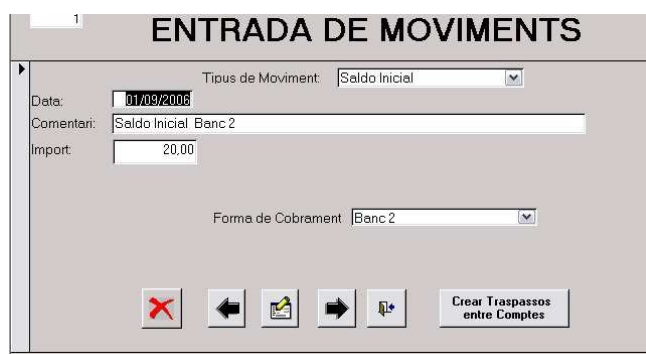 1
ENTRADA DE MOVIMENTS
Tipus de Moviment: Saldo Inicial
Data: 01/09/2006
Comentari: Saldo Inicial Banc 2
Import: 20,00
Forma de Cobrament Banc 2
Crear Traspassos
entre Comptes